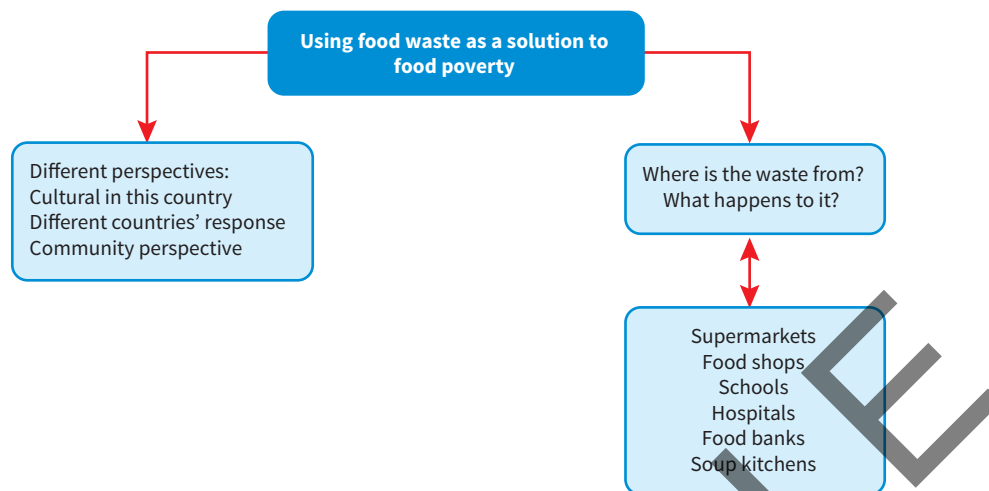 Using food waste as a solution to
food poverty
Different perspectives:
Cultural in this country
Different countries’ response
Community perspective
Where is the waste from?
What happens to it?
Supermarkets
Food shops
Schools
Hospitals
Food banks
Soup kitchens